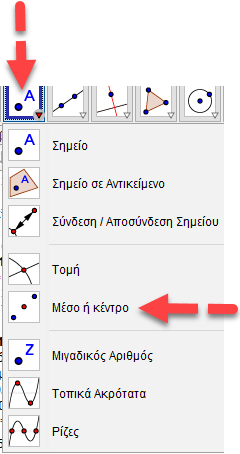 A
A
Σημείο
A
Σημείο σε Αντικείμενο
Σύνδεση / Αποσύνδεση Σημείου
Τομή
Μέσο ή κέντρο
Z
Μιγαδικός Αριθμός
Τοπικά Ακρότατα
Ρίζες